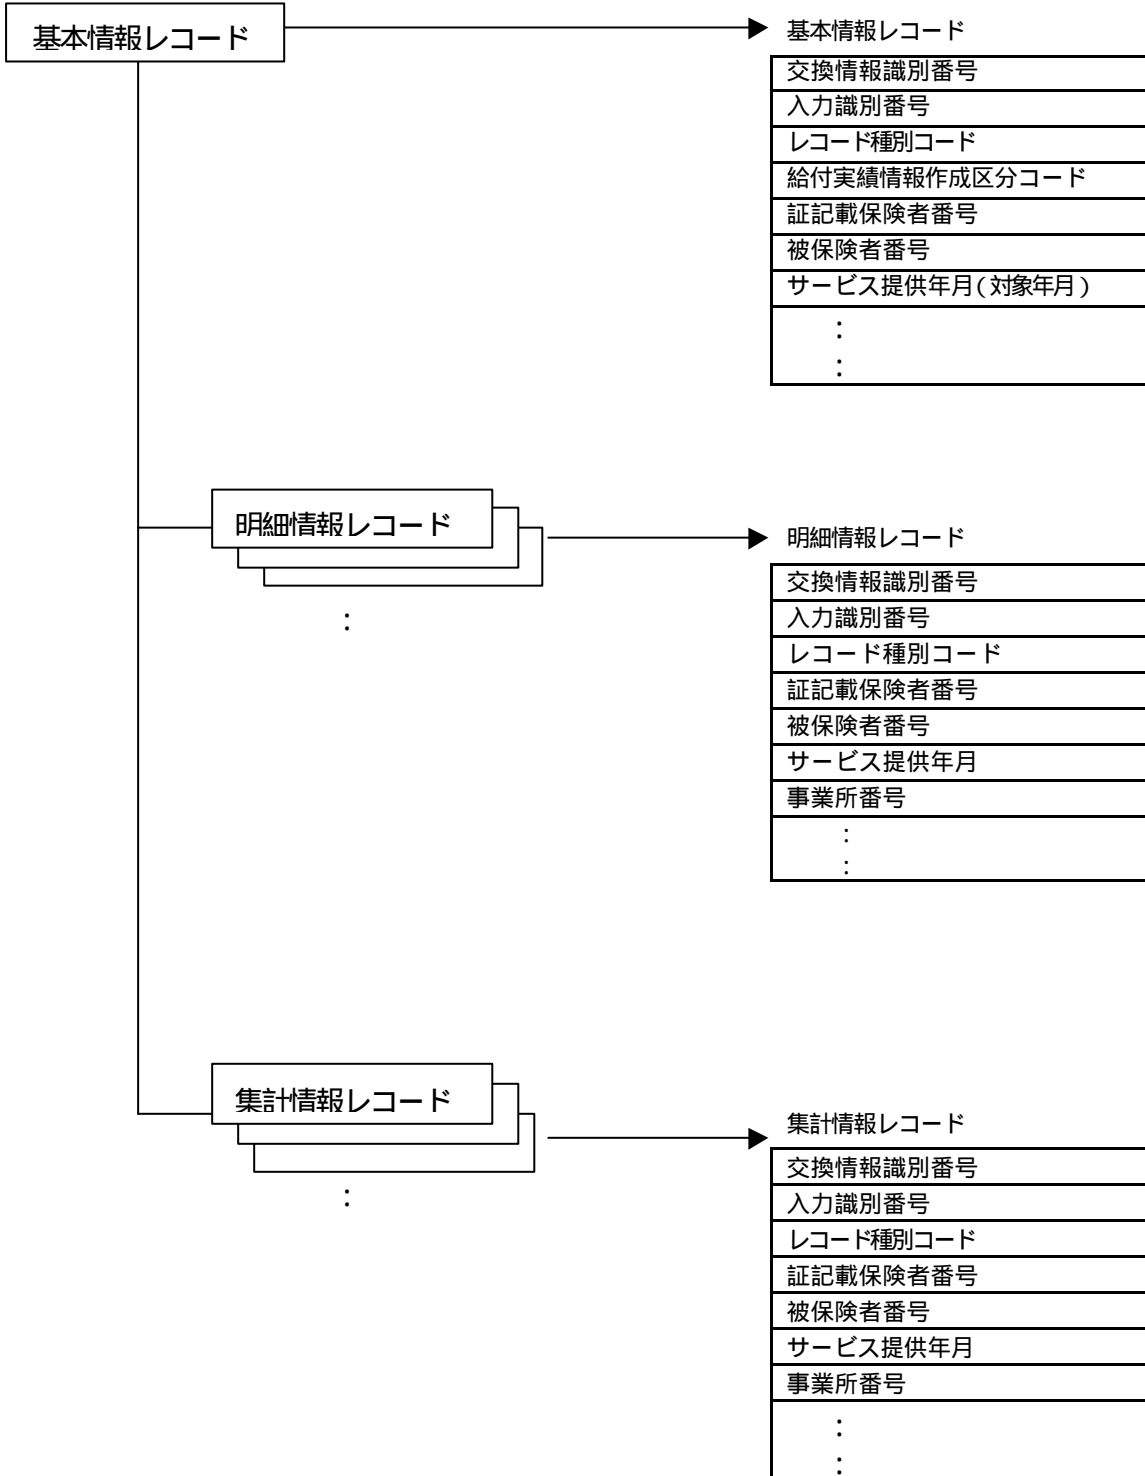 基本情報レコード
基本情報レコード
交換情報識別番号
入力識別番号
レコード種別コード
給付実績情報作成区分コード
証記載保険者番号
被保険者番号
サービス提供年月(対象年月)
：
：
明細情報レコード
：
明細情報レコード
交換情報識別番号
入力識別番号
レコード種別コード
証記載保険者番号
被保険者番号
サービス提供年月
事業所番号
：
：
集計情報レコード
：
集計情報レコード
交換情報識別番号
入力識別番号
レコード種別コード
証記載保険者番号
被保険者番号
サービス提供年月
事業所番号
：
：